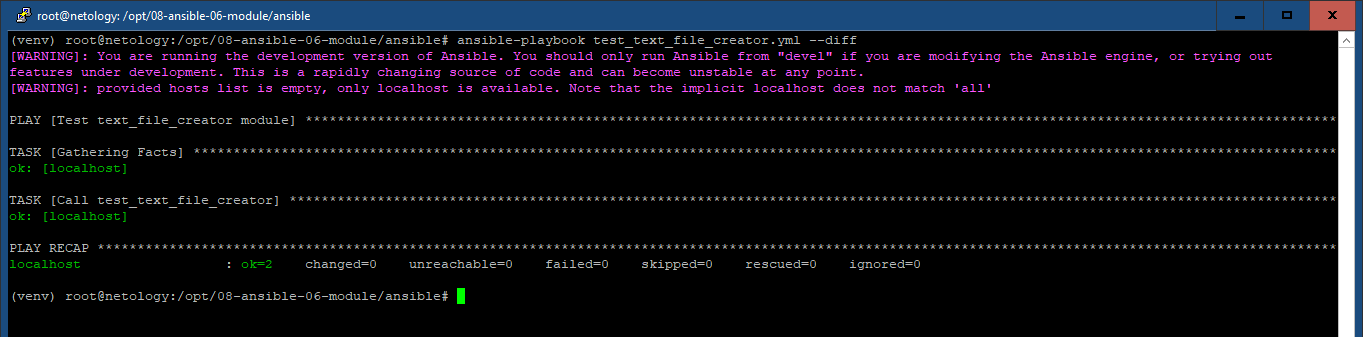 root@netology: /opt/08-ansible-06-module/ansible
(venv) root@netology:/opt/08-ansible-06-module/ansible# ansible-playbook test_text_file_creator.yml --diff
[WARNING]: You are running the development version of Ansible. You should only run Ansible from "devel" if you are modifying the Ansible engine, or trying out
features under development. This is a rapidly changing source of code and can become unstable at any point.
[WARNING]: provided hosts list is empty, only localhost is available. Note that the implicit localhost does not match 'all'
PLAY [Test text_file_creator module] *********************************************************************************************************************************
TASK [Gathering Facts] ***********************************************************************************************************************************************
ok: [localhost]
TASK [Call test_text_file_creator] ***********************************************************************************************************************************
ok: [localhost]
PLAY RECAP ***********************************************************************************************************************************************************
localhost                  : ok=2    changed=0    unreachable=0    failed=0    skipped=0    rescued=0    ignored=0
(venv) root@netology:/opt/08-ansible-06-module/ansible#